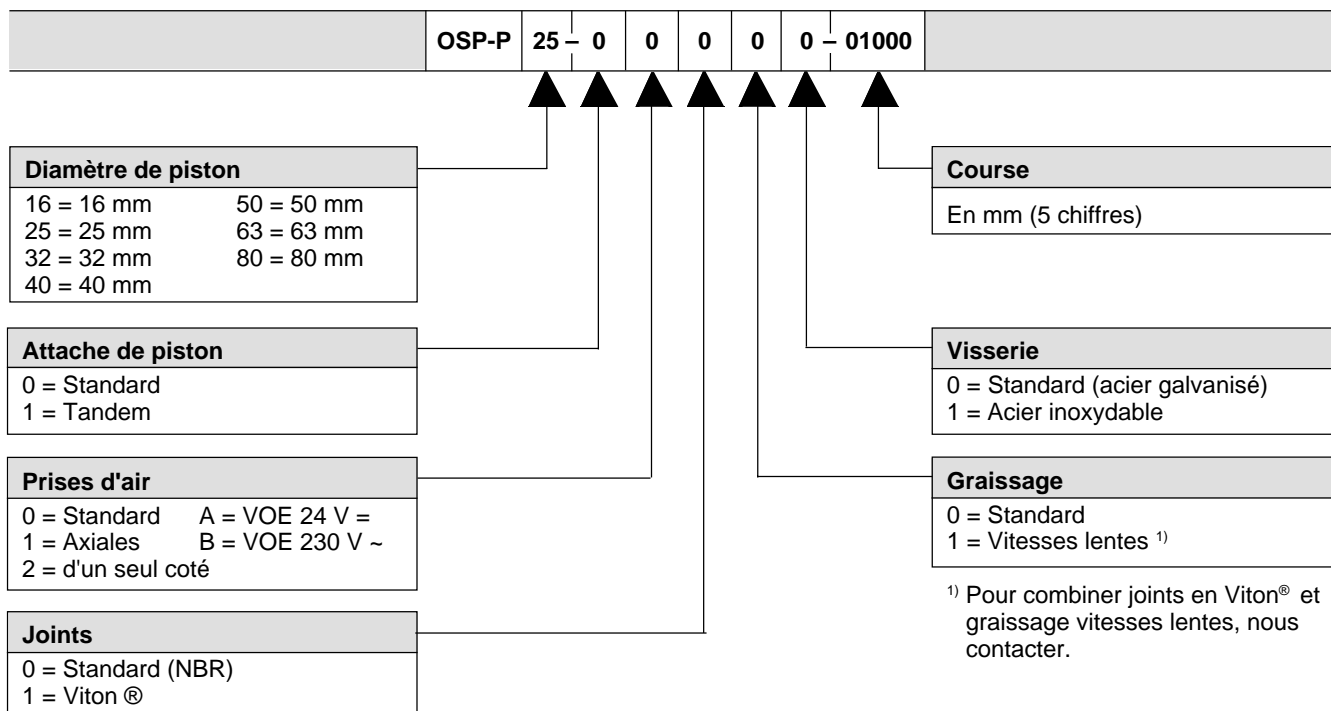 OSP-P 25 – 0 0 0 0 0 – 01000
Diamètre de piston
16 = 16 mm 50 = 50 mm
25 = 25 mm 63 = 63 mm
32 = 32 mm 80 = 80 mm
40 = 40 mm
Course
En mm (5 chiffres)
Attache de piston
0 = Standard
1 = Tandem
Visserie
0 = Standard (acier galvanisé)
1 = Acier inoxydable
Prises d'air
0 = Standard A = VOE 24 V =
1 = Axiales B = VOE 230 V ~
2 = d'un seul coté
Graissage
0 = Standard
1 = Vitesses lentes 1)
1) Pour combiner joints en Viton® et
graissage vitesses lentes, nous
contacter.
Joints
0 = Standard (NBR)
1 = Viton ®